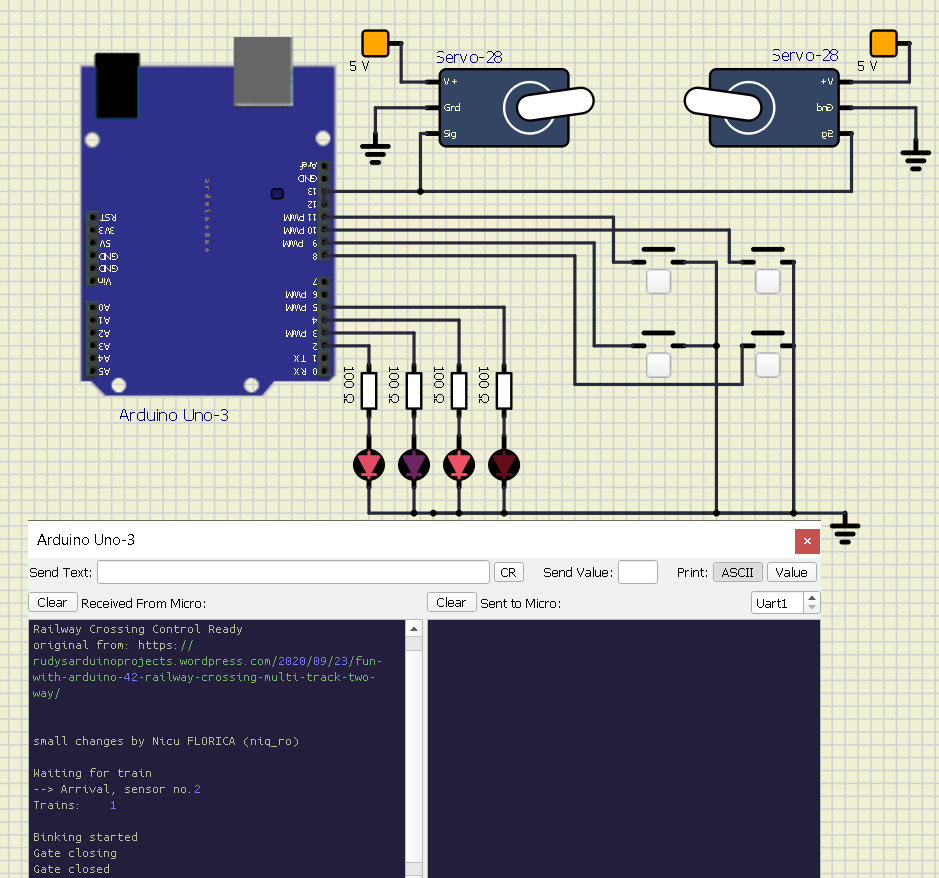 Servo-28
Servo-28
5 V
5 V
V+
Grd
Sig
V+
Gnd
Sig
Aref
GND
13
12
PWM 11
PWM 10
PWM 9
8
7
PWM 6
PWM 5
4
PWM 3
2
TX 1
RX 0
RST
3V3
5V
GND
GND
Vin
A0
A1
A2
A3
A4
A5
arduino
100 Ω
100 Ω
100 Ω
100 Ω
Arduino Uno-3
Arduino Uno-3
Send Text: CR Send Value: Print: ASCII Value
Clear Received From Micro: Clear Sent to Micro: Uart1
Railway Crossing Control Ready
original from: https://
rudysarduinoprojects.wordpress.com/2020/09/23/fun-
with-arduino-42-railway-crossing-multi-track-two-
way/
small changes by Nicu FLORICA (niq_ro)
Waiting for train
--> Arrival, sensor no.2
Trains: 1
Binking started
Gate closing
Gate closed